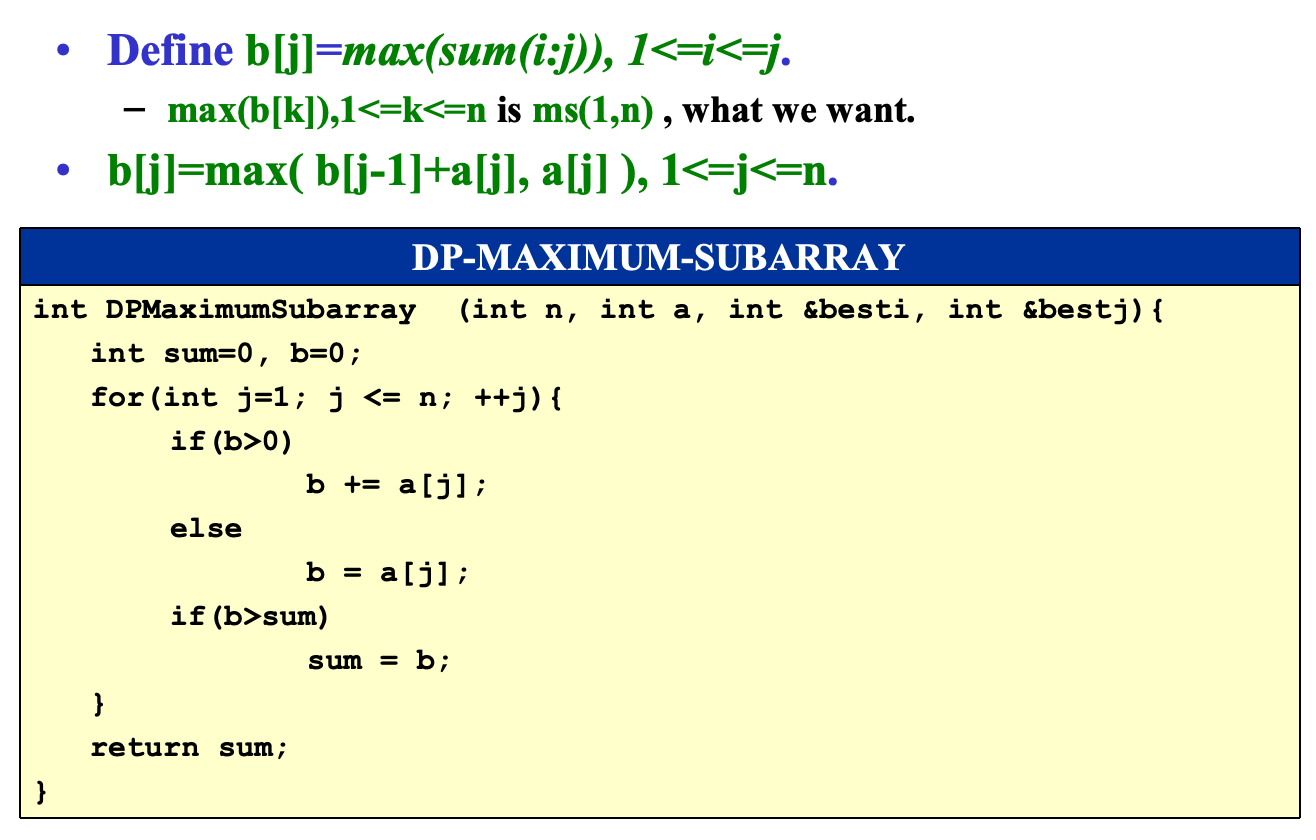 • Define b[j]=max(sum(i:j)), 1<=i<=j.
– max(b[k]),1<=k<=n is ms(1,n) , what we want.
• b[j]=max( b[j-1]+a[j], a[j] ), 1<=j<=n.
DP-MAXIMUM-SUBARRAY
int DPMaximumSubarray  (int n, int a, int &besti, int &bestj){
int sum=0, b=0;
for(int j=1; j <= n; ++j){
if(b>0)
b += a[j];
else
b = a[j];
if(b>sum)
sum = b;
}
return sum;
}